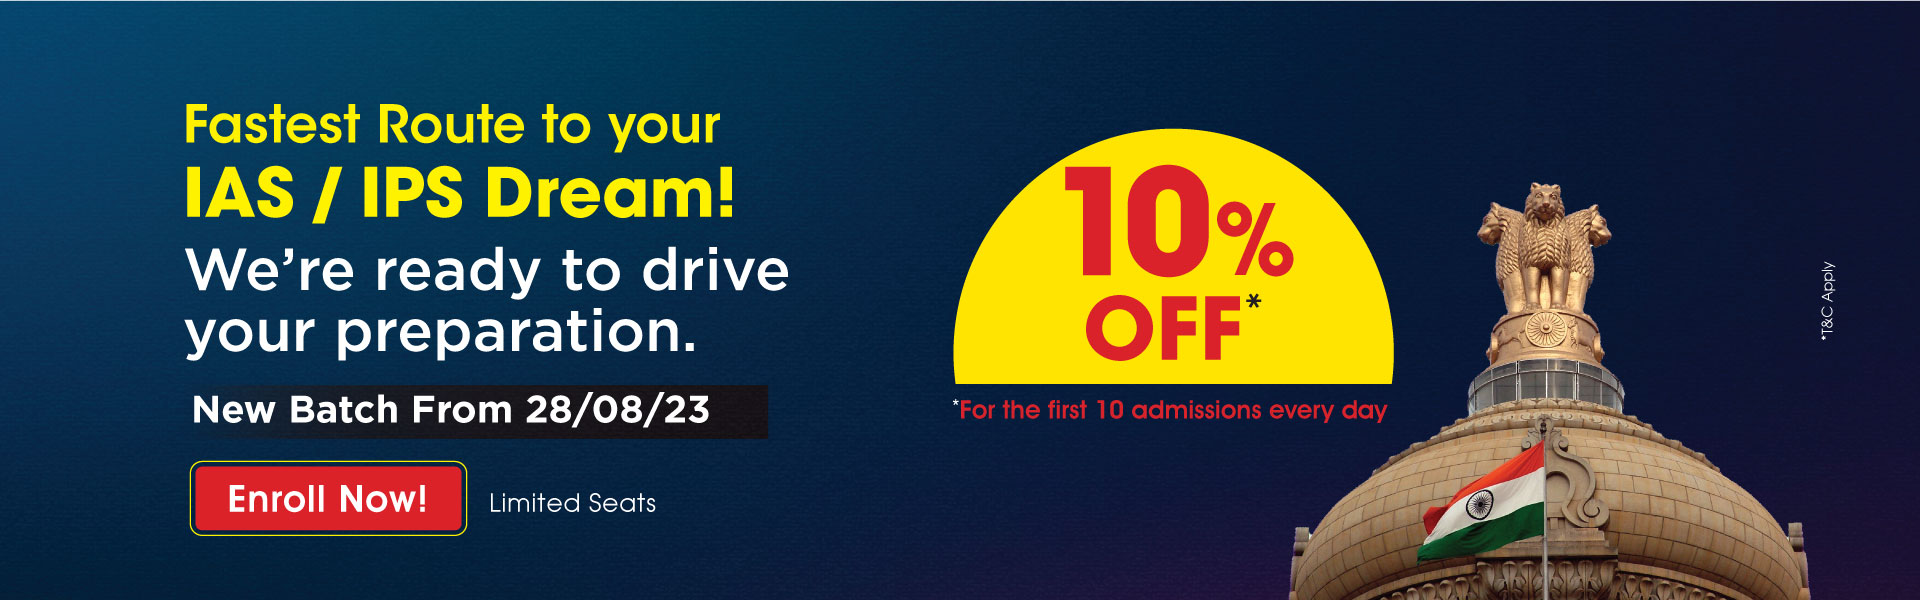 Fastest Route to your
IAS / IPS Dream!
We're ready to drive
your preparation.
New Batch From 28/08/23
Enroll Now!
Limited Seats
10%
OFF*
*For the first 10 admissions every day
*T&C Apply